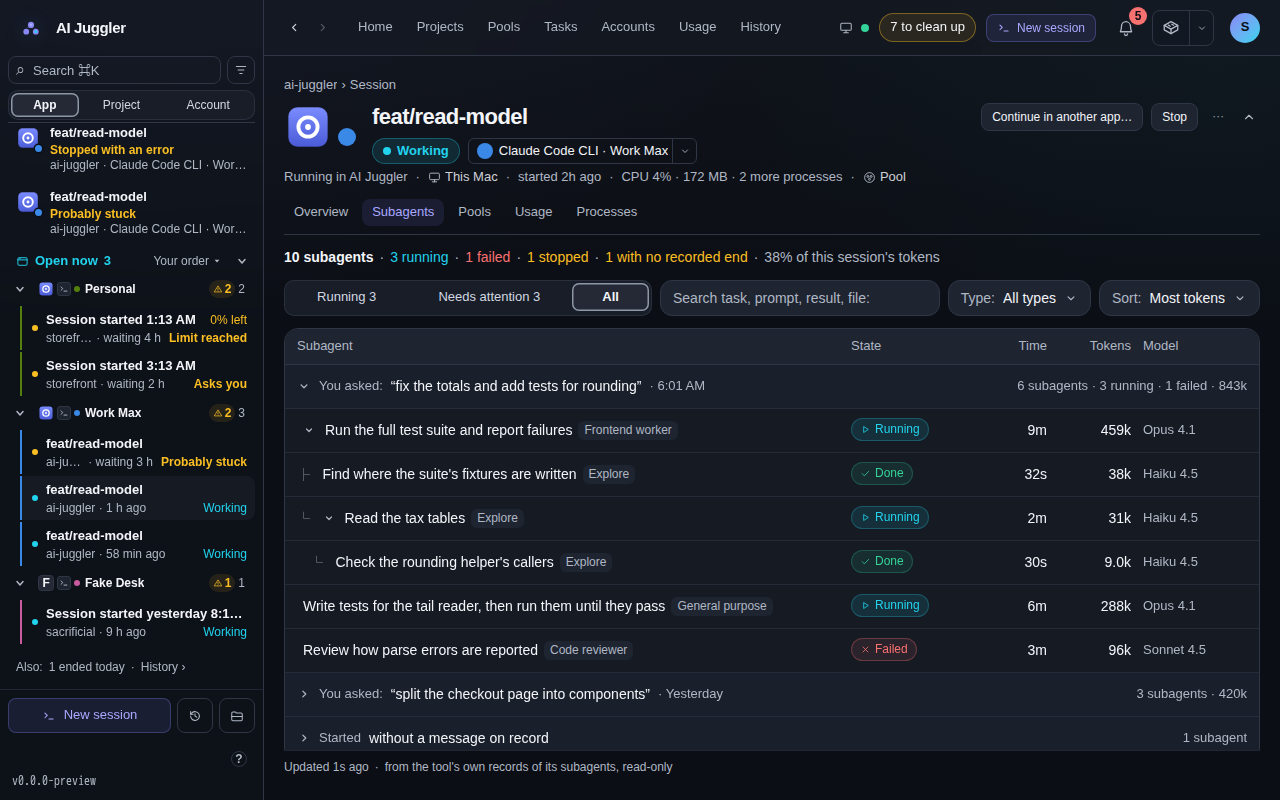 AI Juggler
Search ⌘K
App Project Account
feat/read-model
Stopped with an error
ai-juggler · Claude Code CLI · Wor…
feat/read-model
Probably stuck
ai-juggler · Claude Code CLI · Wor…
Open now 3 Your order
Personal 2 2
Session started 1:13 AM 0% left
storefr… · waiting 4 h Limit reached
Session started 3:13 AM
storefront · waiting 2 h Asks you
Work Max 2 3
feat/read-model
ai-ju… · waiting 3 h Probably stuck
feat/read-model
ai-juggler · 1 h ago Working
feat/read-model
ai-juggler · 58 min ago Working
F Fake Desk 1 1
Session started yesterday 8:1…
sacrificial · 9 h ago Working
Also: 1 ended today · History ›
New session
?
v0.0.0-preview
Home Projects Pools Tasks Accounts Usage History
7 to clean up New session 5 S
ai-juggler › Session
feat/read-model
Continue in another app… Stop ···
Working Claude Code CLI · Work Max
Running in AI Juggler · This Mac · started 2h ago · CPU 4% · 172 MB · 2 more processes · Pool
Overview Subagents Pools Usage Processes
10 subagents · 3 running · 1 failed · 1 stopped · 1 with no recorded end · 38% of this session's tokens
Running 3 Needs attention 3 All Search task, prompt, result, file: Type: All types Sort: Most tokens
Subagent State Time Tokens Model
You asked: “fix the totals and add tests for rounding” · 6:01 AM 6 subagents · 3 running · 1 failed · 843k
Run the full test suite and report failures Frontend worker Running 9m 459k Opus 4.1
Find where the suite's fixtures are written Explore Done 32s 38k Haiku 4.5
Read the tax tables Explore Running 2m 31k Haiku 4.5
Check the rounding helper's callers Explore Done 30s 9.0k Haiku 4.5
Write tests for the tail reader, then run them until they pass General purpose Running 6m 288k Opus 4.1
Review how parse errors are reported Code reviewer Failed 3m 96k Sonnet 4.5
You asked: “split the checkout page into components” · Yesterday 3 subagents · 420k
Started without a message on record 1 subagent
Updated 1s ago · from the tool's own records of its subagents, read-only